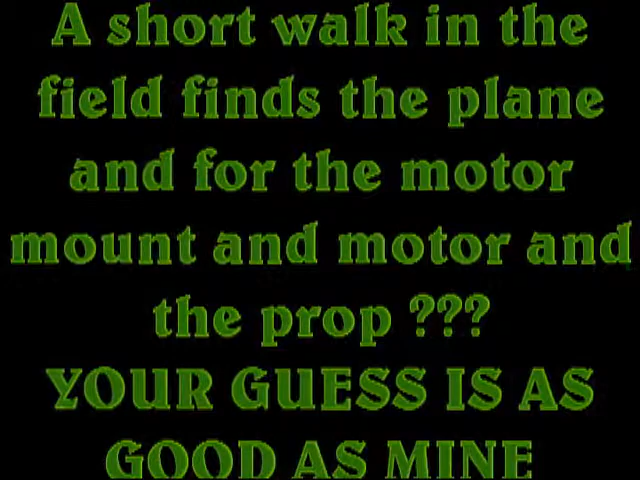 A short walk in the
field finds the plane
and for the motor
mount and motor and
the prop ???
YOUR GUESS IS AS
GOOD AS MINE